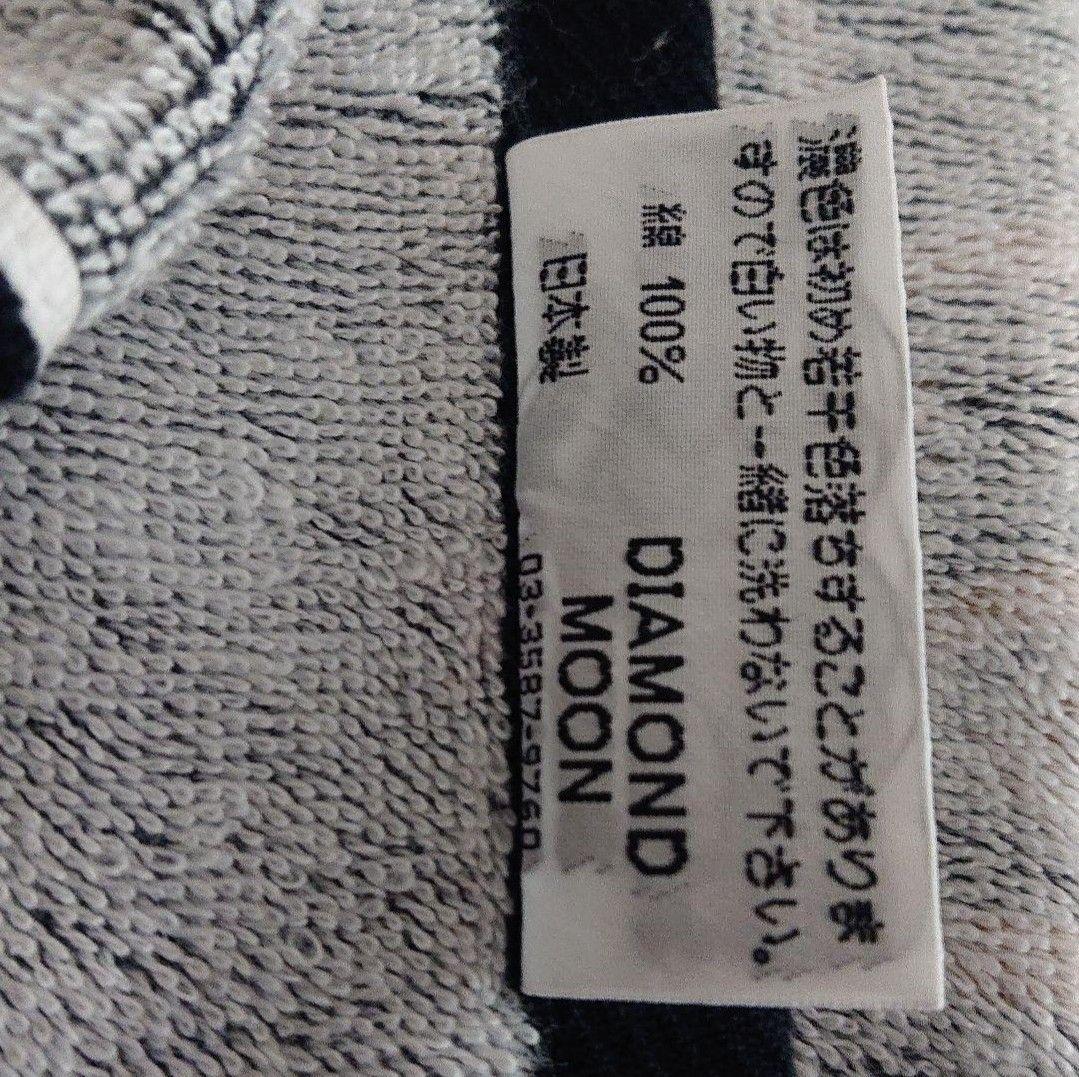 濃色は初め若干色落ちすることがありま
すので白い物と一緒に洗わないで下さい。
綿 100%
日本製
DIAMOND
MOON
03-3587-9760